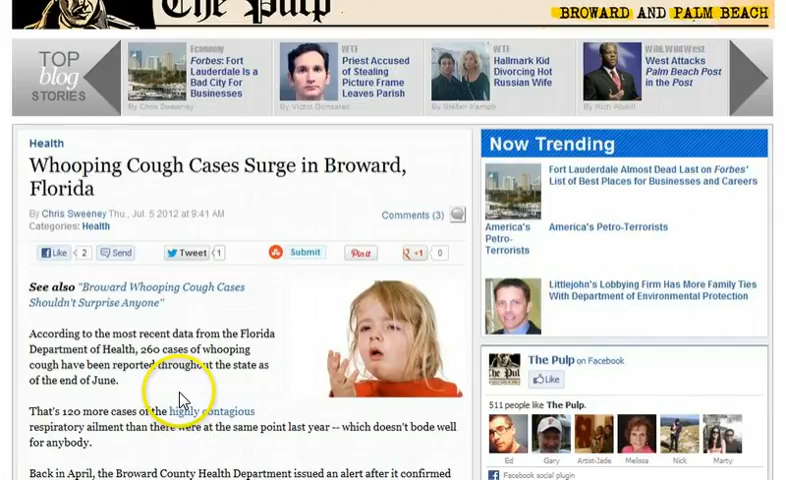 The Pulp
BROWARD AND PALM BEACH
TOP
blog
STORIES
Economy
Forbes: Fort
Lauderdale Is a
Bad City For
Businesses
By Chris Sweeney
WTF
Priest Accused
of Stealing
Picture Frame
Leaves Parish
By Victor Gonzalez
WTF
Hallmark Kid
Divorcing Hot
Russian Wife
By Stefan Kamph
Wild, Wild West
West Attacks
Palm Beach Post
in the Post
By Rich Abdill
Health
Whooping Cough Cases Surge in Broward,
Florida
By Chris Sweeney Thu., Jul. 5 2012 at 9:41 AM
Comments (3)
Categories: Health
Like 2 Send Tweet 1 Submit Pin it +1 0
See also "Broward Whooping Cough Cases
Shouldn't Surprise Anyone"
According to the most recent data from the Florida
Department of Health, 260 cases of whooping
cough have been reported throughout the state as
of the end of June.
That's 120 more cases of the highly contagious
respiratory ailment than there were at the same point last year -- which doesn't bode well
for anybody.
Back in April, the Broward County Health Department issued an alert after it confirmed
Now Trending
Fort Lauderdale Almost Dead Last on Forbes'
List of Best Places for Businesses and Careers
America's
Petro-
Terrorists
America's Petro-Terrorists
Littlejohn's Lobbying Firm Has More Family Ties
With Department of Environmental Protection
The Pulp on Facebook
Like
511 people like The Pulp.
Ed Gary Artist-Jade Melissa Nick Marty
Facebook social plugin